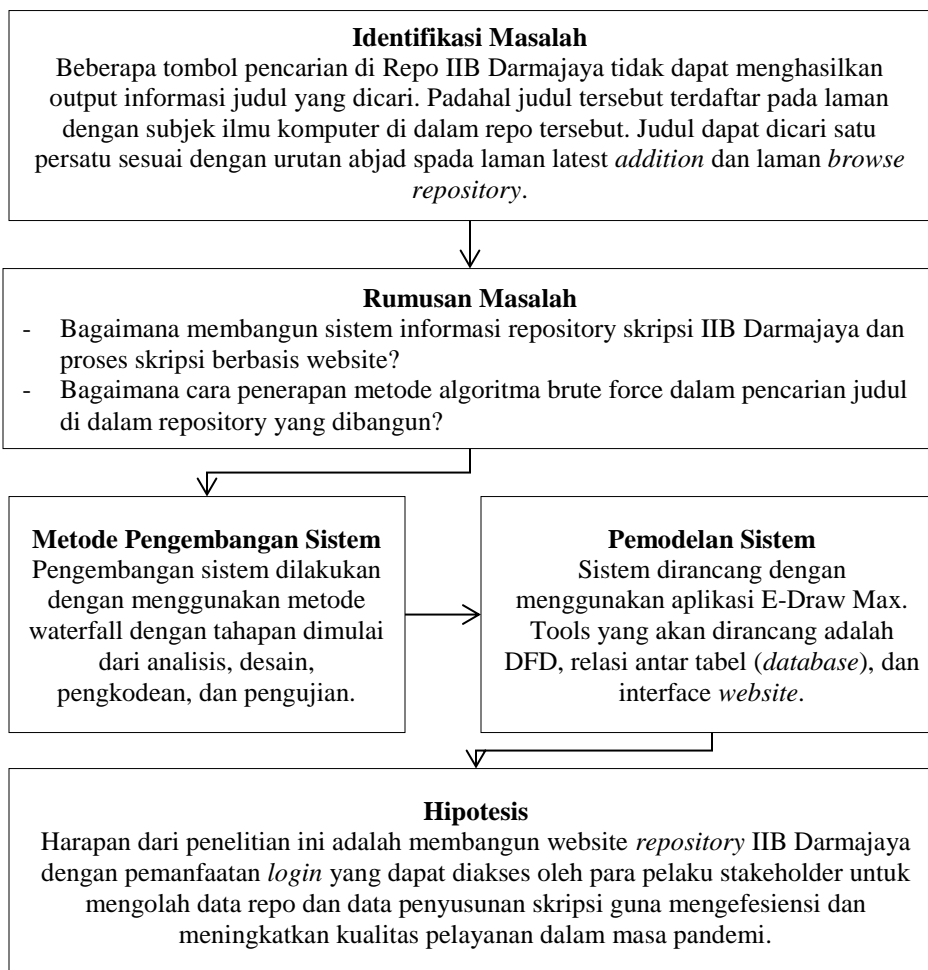 Identifikasi Masalah
Beberapa tombol pencarian di Repo IIB Darmajaya tidak dapat menghasilkan
output informasi judul yang dicari. Padahal judul tersebut terdaftar pada laman
dengan subjek ilmu komputer di dalam repo tersebut. Judul dapat dicari satu
persatu sesuai dengan urutan abjad spada laman latest addition dan laman browse
repository.
Rumusan Masalah
- Bagaimana membangun sistem informasi repository skripsi IIB Darmajaya dan
proses skripsi berbasis website?
- Bagaimana cara penerapan metode algoritma brute force dalam pencarian judul
di dalam repository yang dibangun?
Metode Pengembangan Sistem
Pengembangan sistem dilakukan
dengan menggunakan metode
waterfall dengan tahapan dimulai
dari analisis, desain,
pengkodean, dan pengujian.
Pemodelan Sistem
Sistem dirancang dengan
menggunakan aplikasi E-Draw Max.
Tools yang akan dirancang adalah
DFD, relasi antar tabel (database), dan
interface website.
Hipotesis
Harapan dari penelitian ini adalah membangun website repository IIB Darmajaya
dengan pemanfaatan login yang dapat diakses oleh para pelaku stakeholder untuk
mengolah data repo dan data penyusunan skripsi guna mengefesiensi dan
meningkatkan kualitas pelayanan dalam masa pandemi.